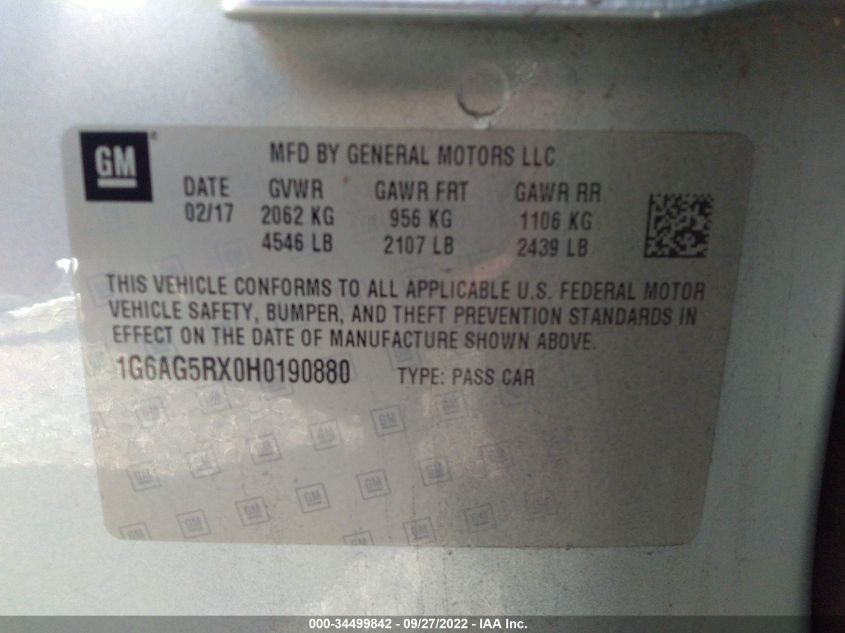 GM
MFD BY GENERAL MOTORS LLC
DATE GVWR GAWR FRT GAWR RR
02/17 2062 KG 956 KG 1106 KG
4546 LB 2107 LB 2439 LB
THIS VEHICLE CONFORMS TO ALL APPLICABLE U.S. FEDERAL MOTOR
VEHICLE SAFETY, BUMPER, AND THEFT PREVENTION STANDARDS IN
EFFECT ON THE DATE OF MANUFACTURE SHOWN ABOVE.
1G6AG5RX0H0190880 TYPE: PASS CAR
000-34499842 - 09/27/2022 - IAA Inc.